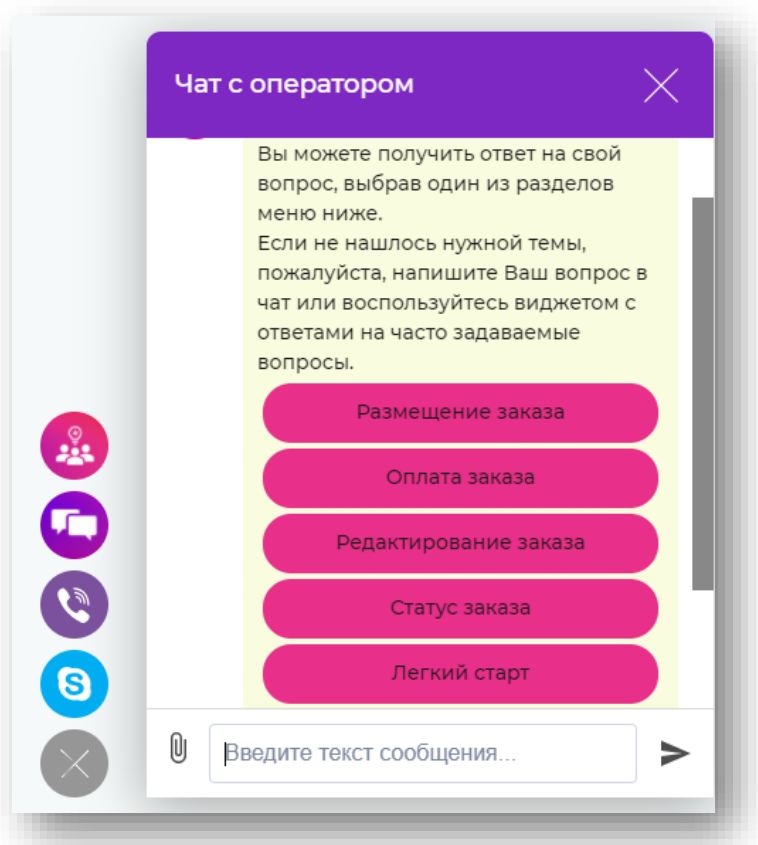 Чат с оператором
Вы можете получить ответ на свой
вопрос, выбрав один из разделов
меню ниже.
Если не нашлось нужной темы,
пожалуйста, напишите Ваш вопрос в
чат или воспользуйтесь виджетом с
ответами на часто задаваемые
вопросы.
Размещение заказа
Оплата заказа
Редактирование заказа
Статус заказа
Легкий старт
Введите текст сообщения...